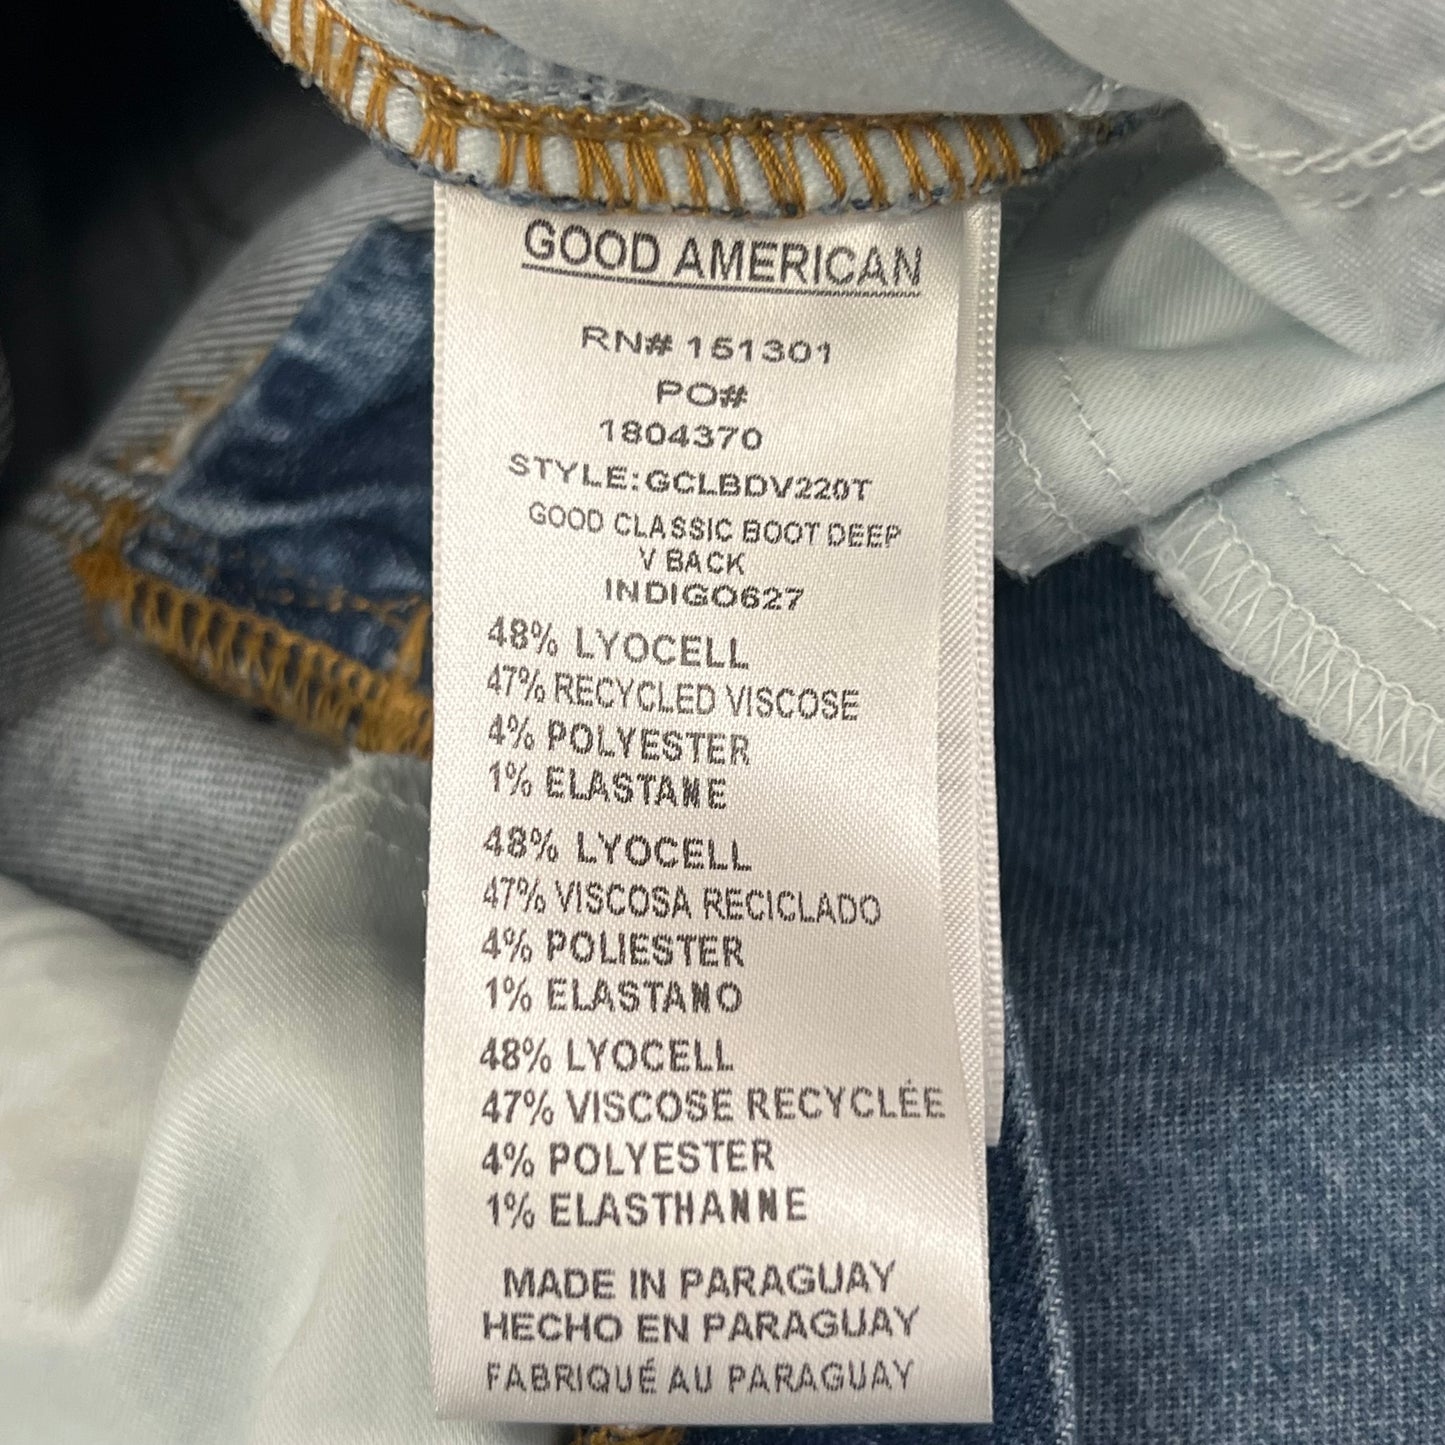 GOOD AMERICAN
RN# 151301
PO#
1804370
STYLE:GCLBDV220T
GOOD CLASSIC BOOT DEEP
V BACK
INDIGO627
48% LYOCELL
47% RECYCLED VISCOSE
4% POLYESTER
1% ELASTANE
48% LYOCELL
47% VISCOSA RECICLADO
4% POLIESTER
1% ELASTANO
48% LYOCELL
47% VISCOSE RECYCLÉE
4% POLYESTER
1% ELASTHANNE
MADE IN PARAGUAY
HECHO EN PARAGUAY
FABRIQUÉ AU PARAGUAY